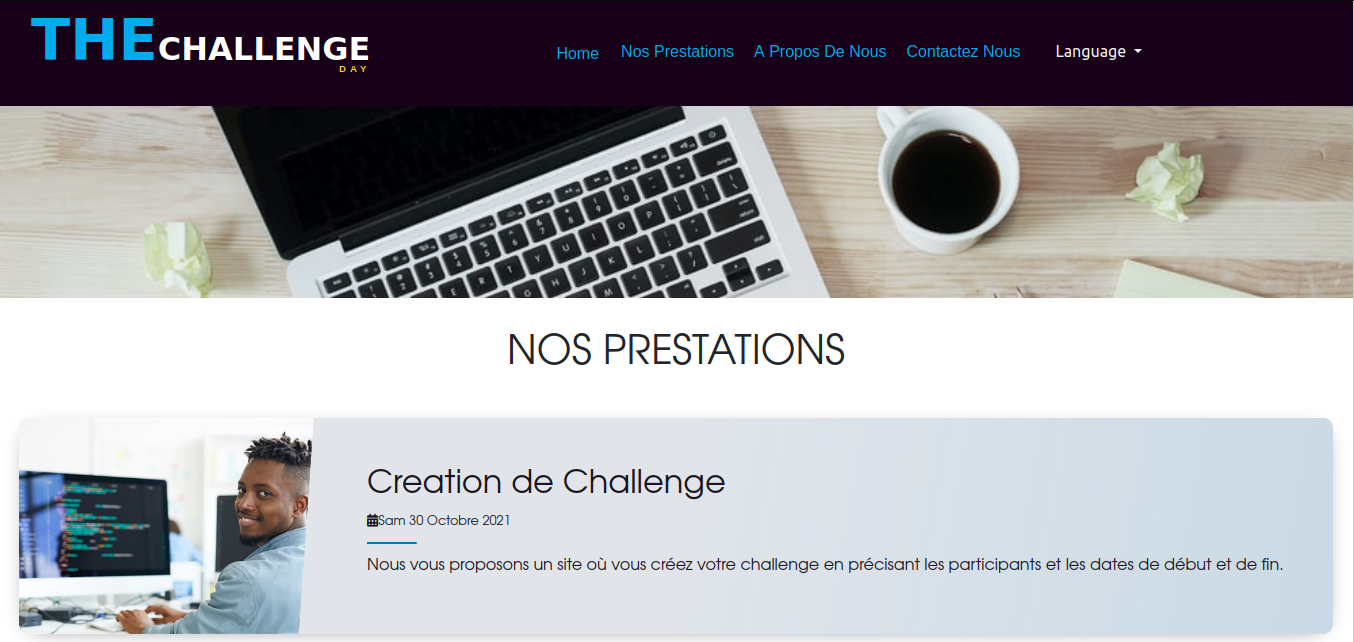 THE CHALLENGE
DAY
Home Nos Prestations A Propos De Nous Contactez Nous Language
NOS PRESTATIONS
Creation de Challenge
Sam 30 Octobre 2021
Nous vous proposons un site où vous créez votre challenge en précisant les participants et les dates de début et de fin.